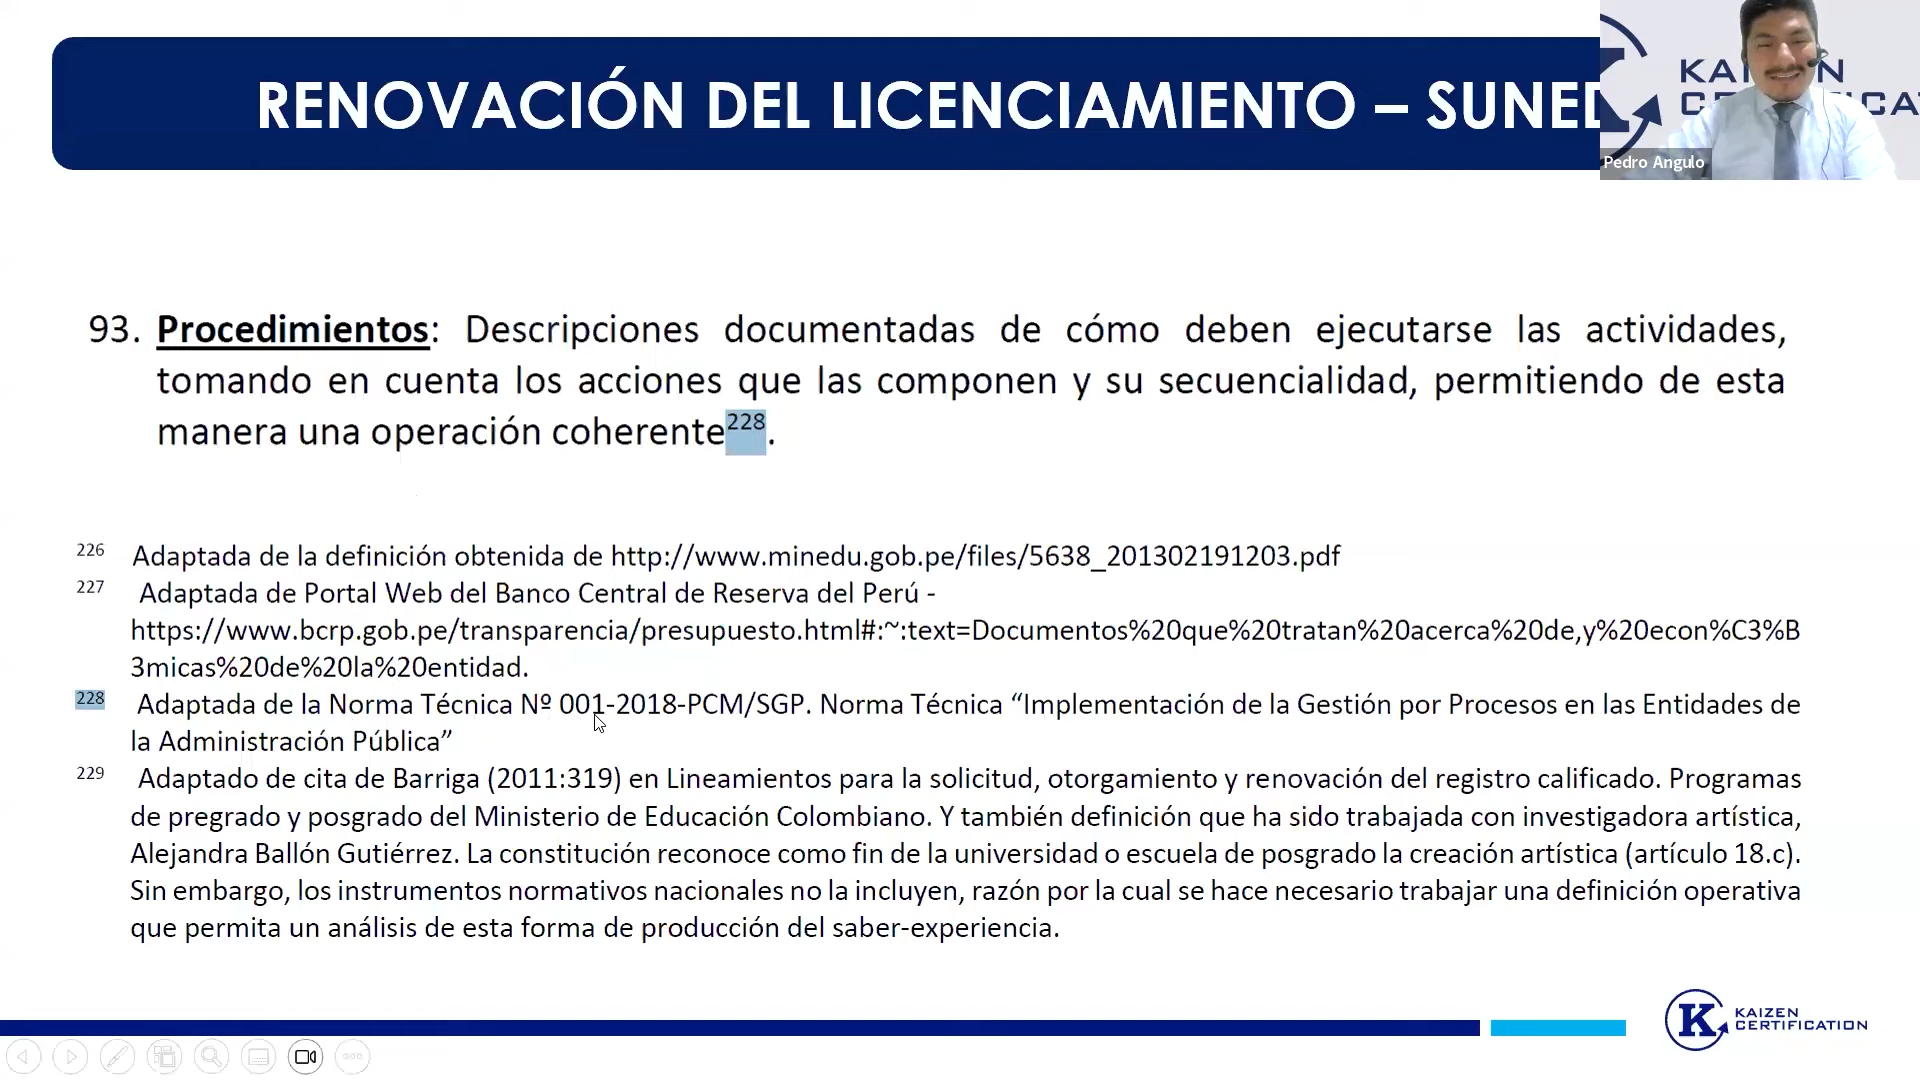 RENOVACIÓN DEL LICENCIAMIENTO – SUNED
Pedro Angulo
93. Procedimientos: Descripciones documentadas de cómo deben ejecutarse las actividades,
tomando en cuenta los acciones que las componen y su secuencialidad, permitiendo de esta
manera una operación coherente228.
226 Adaptada de la definición obtenida de http://www.minedu.gob.pe/files/5638_201302191203.pdf
227 Adaptada de Portal Web del Banco Central de Reserva del Perú -
https://www.bcrp.gob.pe/transparencia/presupuesto.html#:~:text=Documentos%20que%20tratan%20acerca%20de,y%20econ%C3%B
3micas%20de%20la%20entidad.
228 Adaptada de la Norma Técnica Nº 001-2018-PCM/SGP. Norma Técnica “Implementación de la Gestión por Procesos en las Entidades de
la Administración Pública”
229 Adaptado de cita de Barriga (2011:319) en Lineamientos para la solicitud, otorgamiento y renovación del registro calificado. Programas
de pregrado y posgrado del Ministerio de Educación Colombiano. Y también definición que ha sido trabajada con investigadora artística,
Alejandra Ballón Gutiérrez. La constitución reconoce como fin de la universidad o escuela de posgrado la creación artística (artículo 18.c).
Sin embargo, los instrumentos normativos nacionales no la incluyen, razón por la cual se hace necesario trabajar una definición operativa
que permita un análisis de esta forma de producción del saber-experiencia.
K KAIZEN
CERTIFICATION